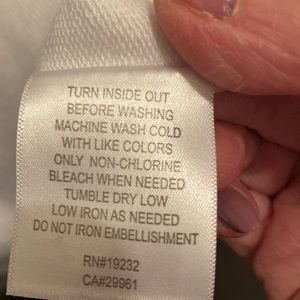 TURN INSIDE OUT
BEFORE WASHING
MACHINE WASH COLD
WITH LIKE COLORS
ONLY NON-CHLORINE
BLEACH WHEN NEEDED
TUMBLE DRY LOW
LOW IRON AS NEEDED
DO NOT IRON EMBELLISHMENT
RN#19232
CA#29961